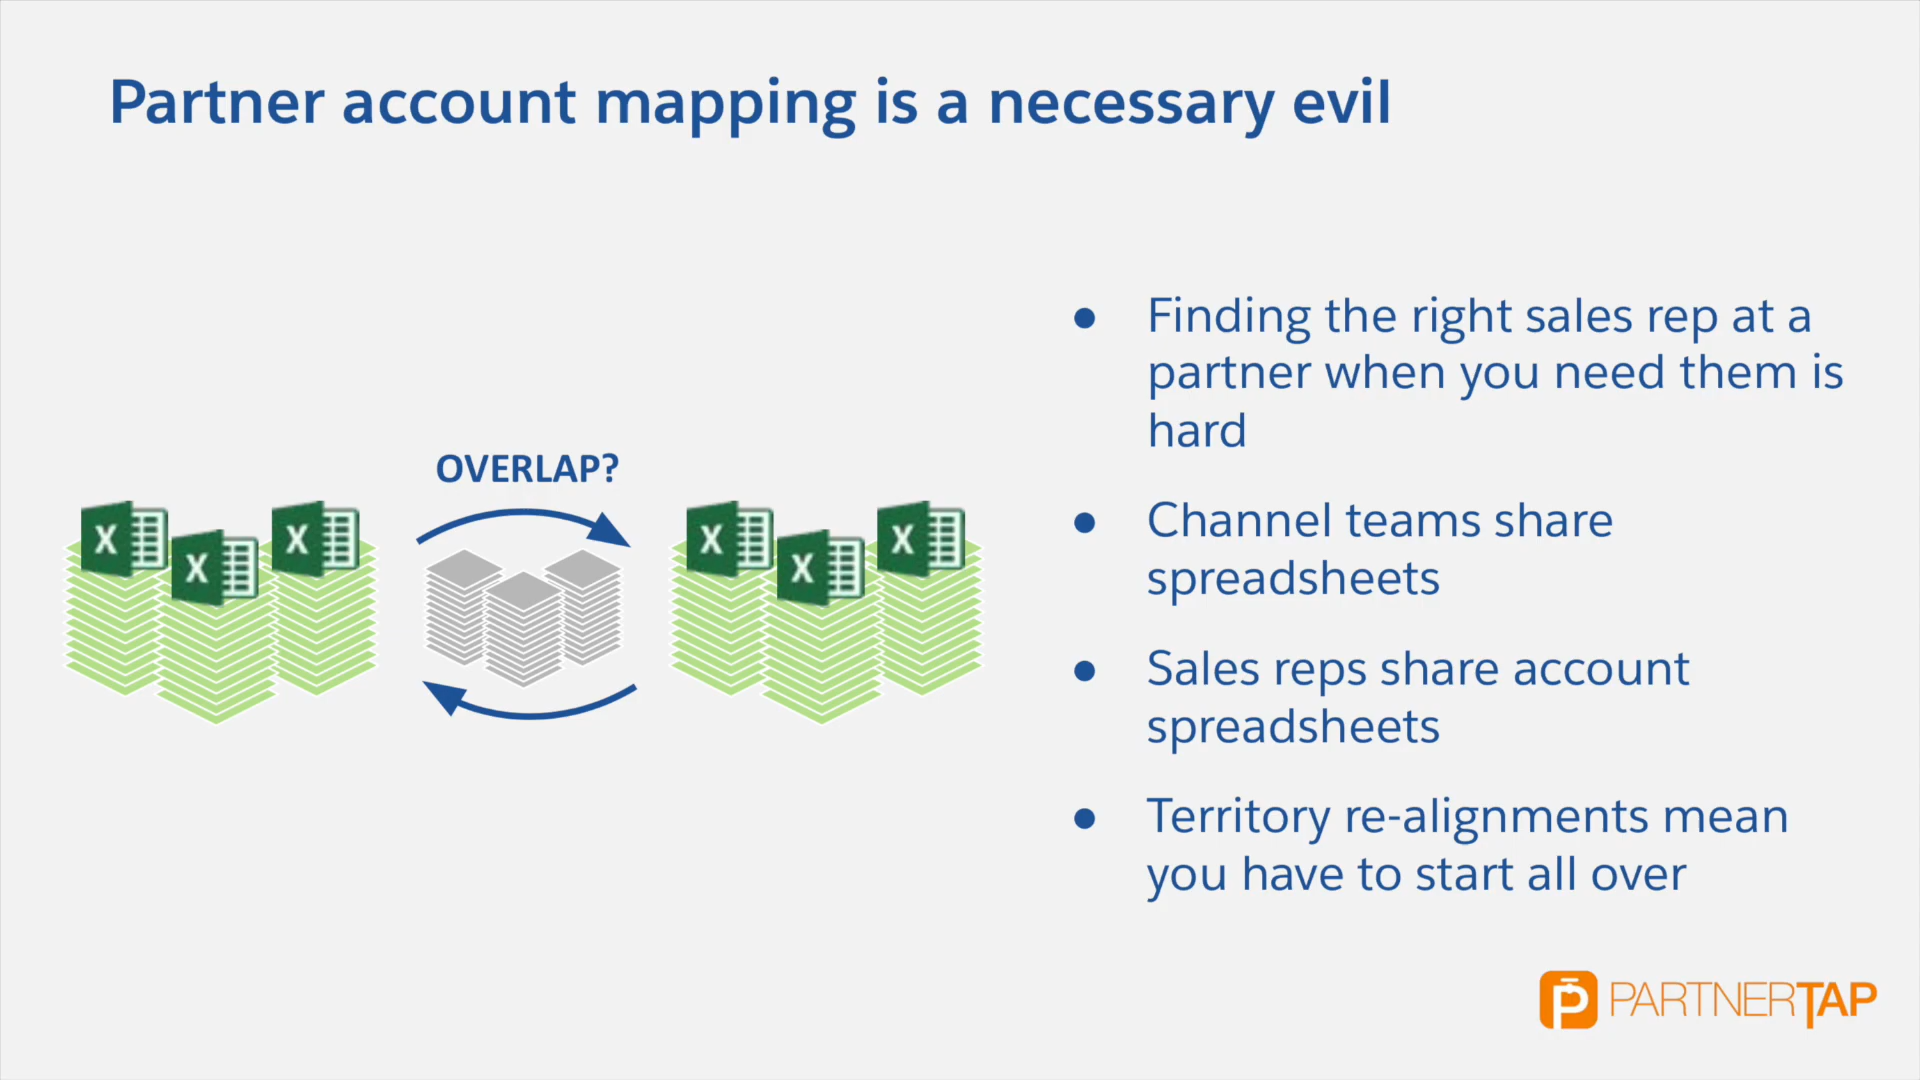 Partner account mapping is a necessary evil
OVERLAP?
X
X
X
X
X
X
● Finding the right sales rep at a
partner when you need them is
hard
● Channel teams share
spreadsheets
● Sales reps share account
spreadsheets
● Territory re-alignments mean
you have to start all over
P PARTNERTAP